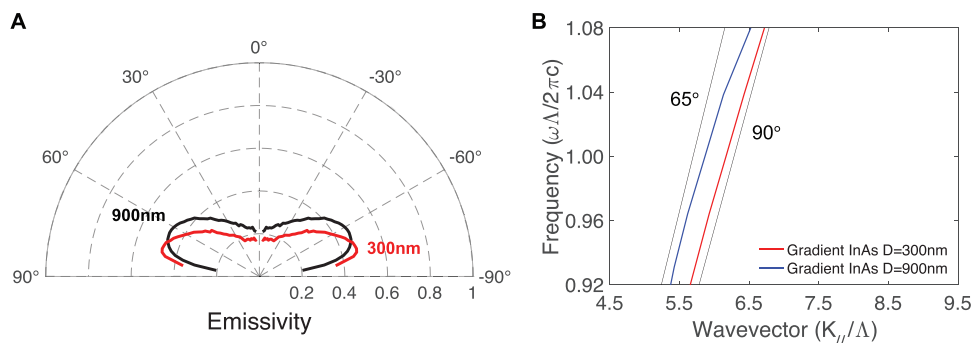 A
0°
30°
-30°
60°
-60°
90°
-90°
900nm
300nm
0.2 0.4 0.6 0.8 1
Emissivity
B
Frequency (ωΛ/2πc)
1.08
1.04
1.00
0.96
0.92
65°
90°
Gradient InAs D=300nm
Gradient InAs D=900nm
4.5 5.5 6.5 7.5 8.5 9.5
Wavevector (K//​/Λ)